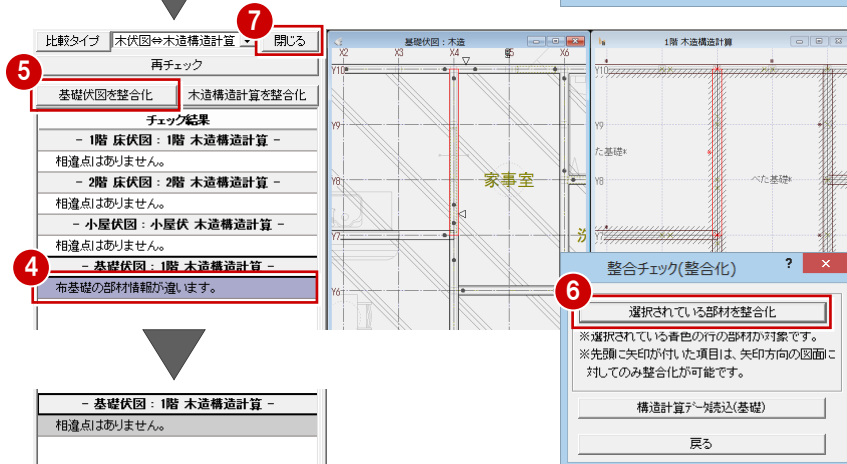 7
比較タイプ 木伏図⇔木造構造計算 閉じる
再チェック
5
基礎伏図を整合化 木造構造計算を整合化
チェック結果
- 1階 床伏図：1階 木造構造計算 -
相違点はありません。
- 2階 床伏図：2階 木造構造計算 -
相違点はありません。
- 小屋伏図：小屋伏 木造構造計算 -
相違点はありません。
4
- 基礎伏図：1階 木造構造計算 -
布基礎の部材情報が違います。
- 基礎伏図：1階 木造構造計算 -
相違点はありません。
基礎伏図：木造
X2 X3 X4 X6
Y10
Y9
Y8
家事室
洗
Y7
Y6
1階 木造構造計算
Y10
Y9
た基礎*
Y8
べた基礎*
Y7
整合チェック(整合化) ? ×
6
選択されている部材を整合化
※選択されている青色の行の部材が対象です。
※先頭に矢印が付いた項目は、矢印方向の図面に
対してのみ整合化が可能です。
構造計算データ読込(基礎)
戻る